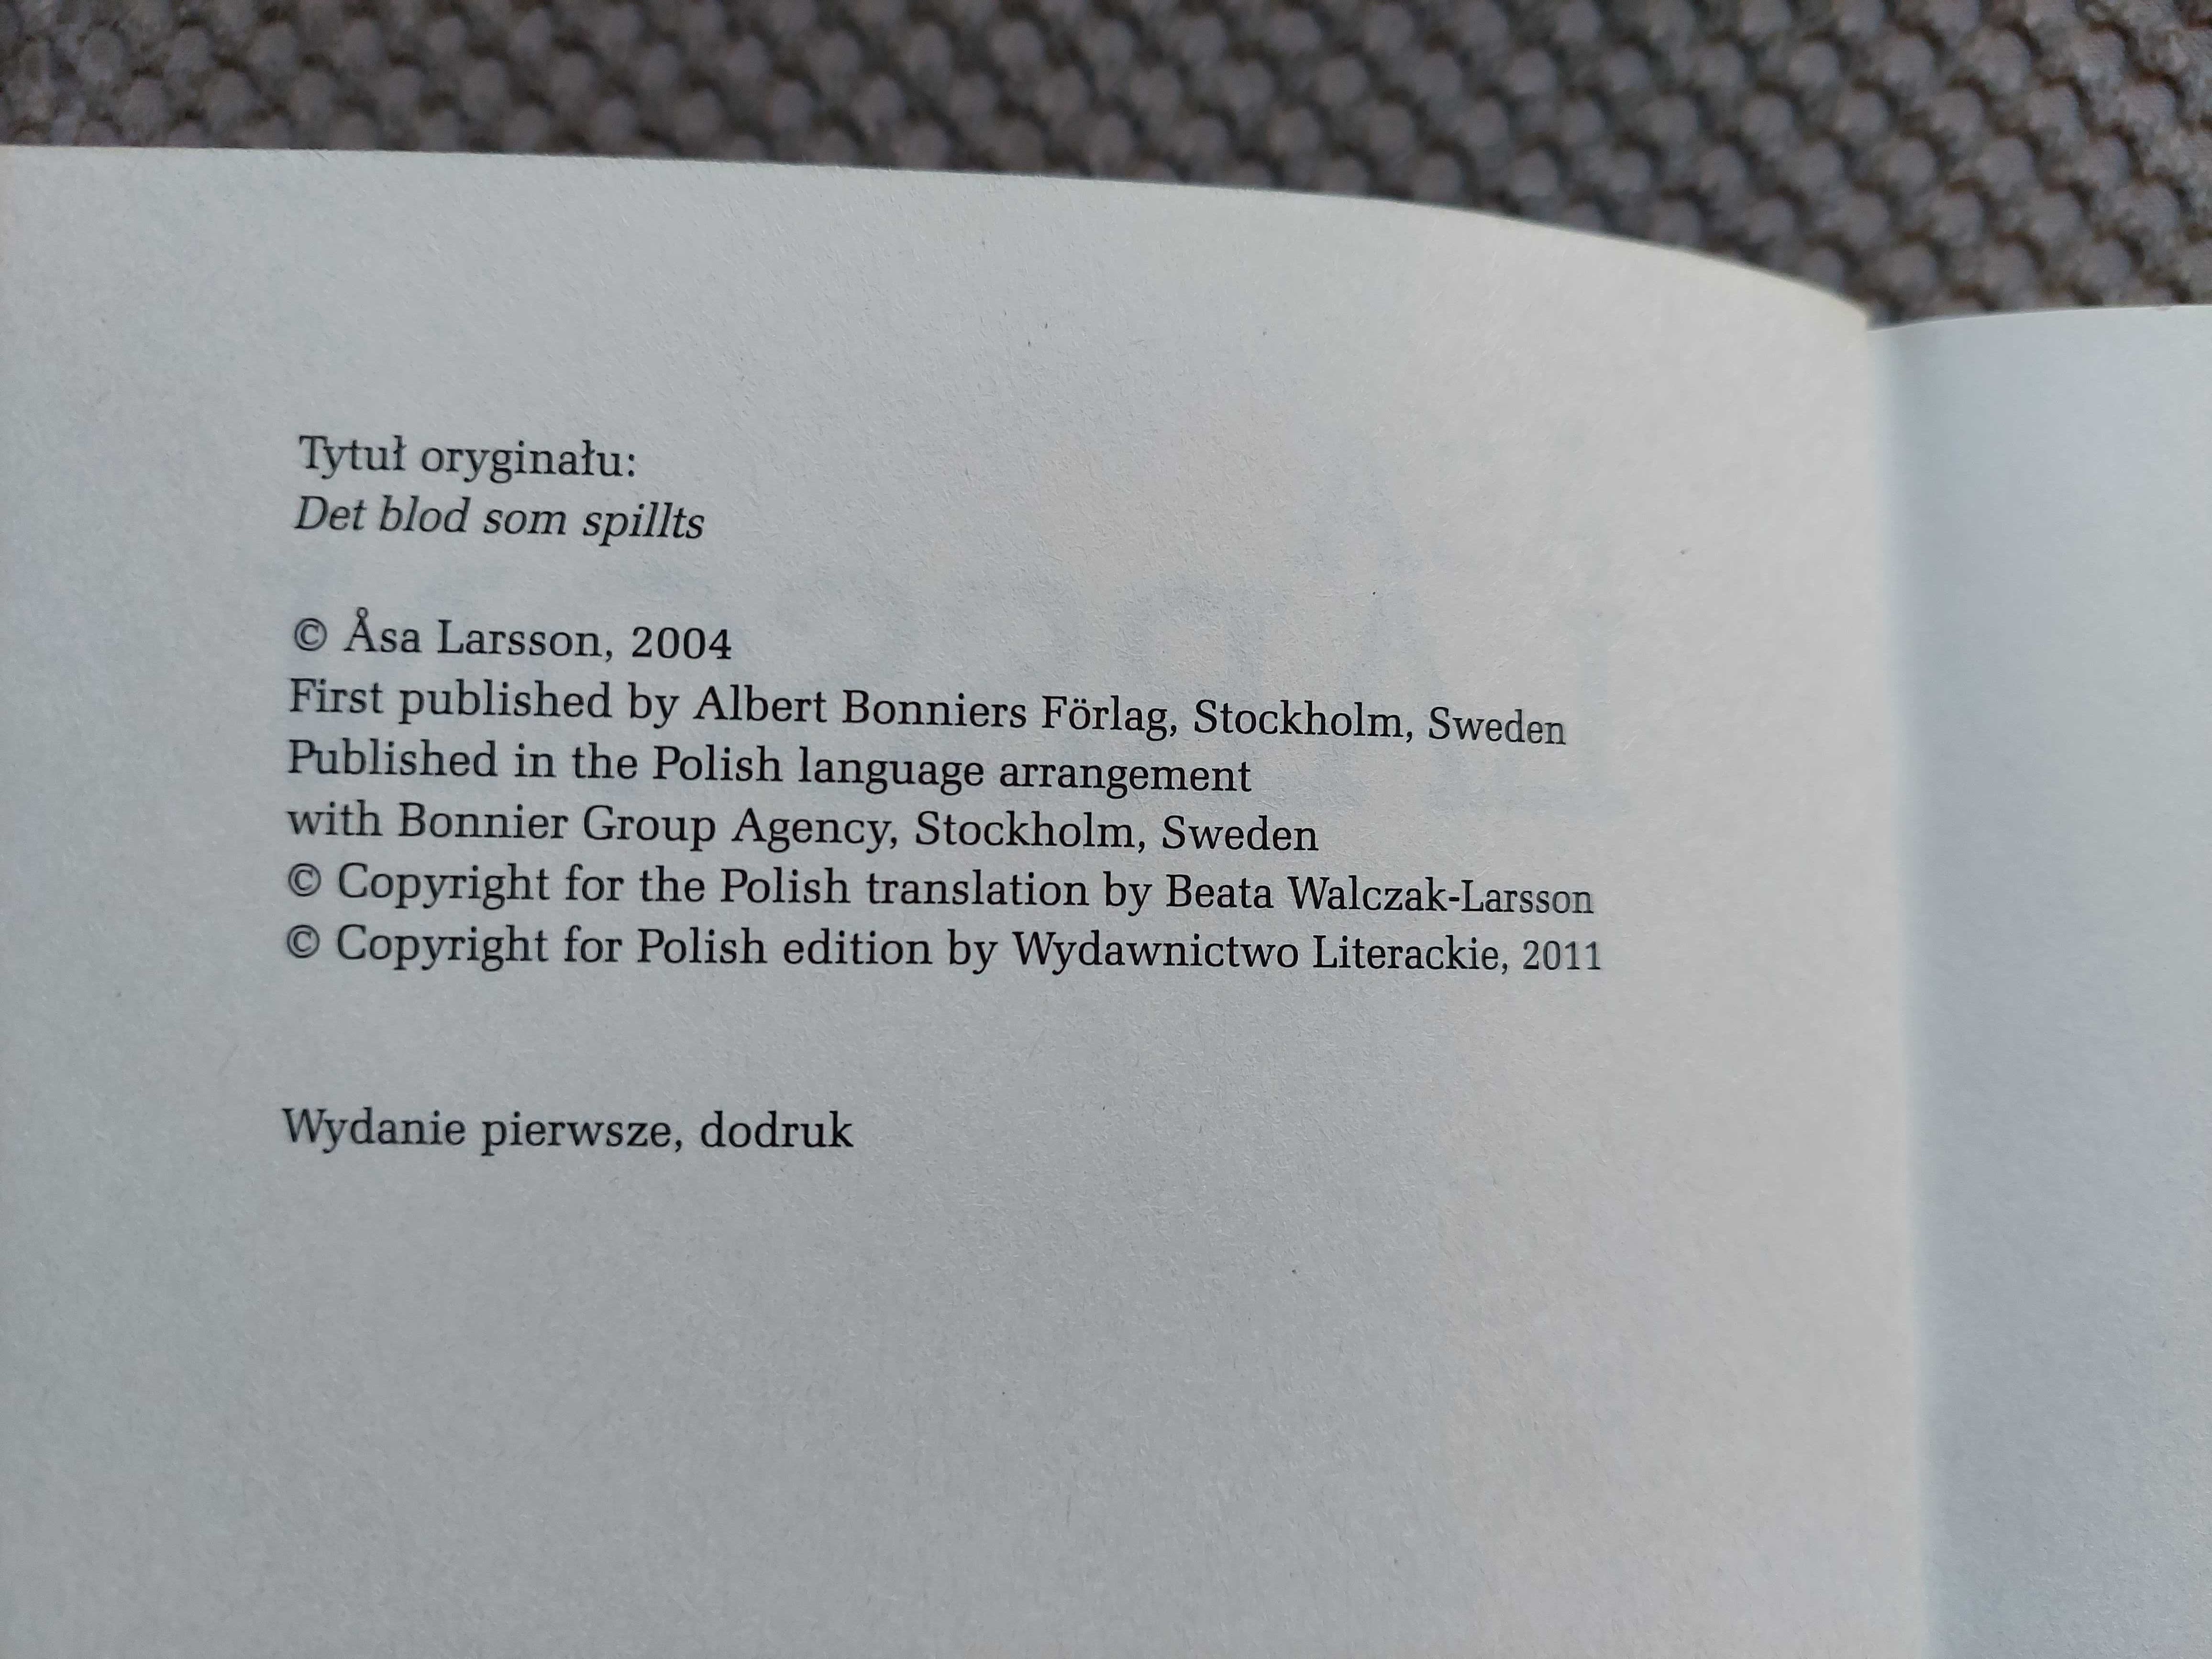 Tytuł oryginału:
Det blod som spillts
© Åsa Larsson, 2004
First published by Albert Bonniers Förlag, Stockholm, Sweden
Published in the Polish language arrangement
with Bonnier Group Agency, Stockholm, Sweden
© Copyright for the Polish translation by Beata Walczak-Larsson
© Copyright for Polish edition by Wydawnictwo Literackie, 2011
Wydanie pierwsze, dodruk